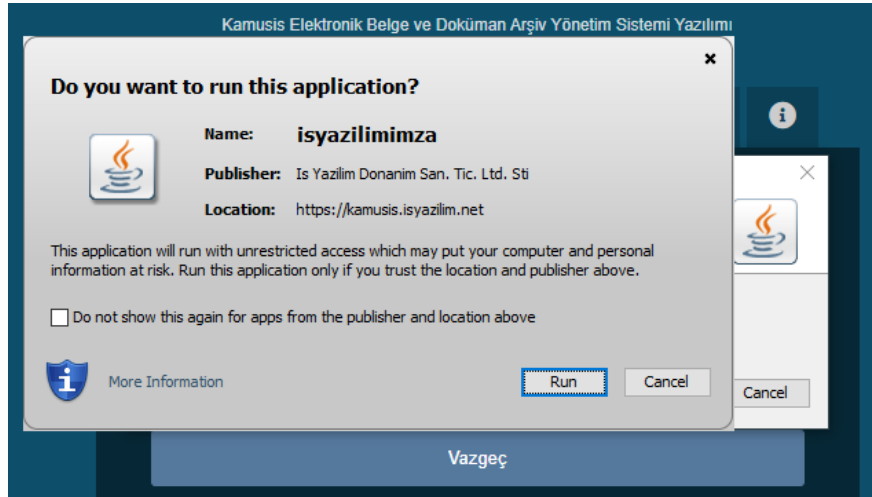 Kamusis Elektronik Belge ve Doküman Arşiv Yönetim Sistemi Yazılımı
Do you want to run this application?
Name: isyazilimimza
Publisher: Is Yazilim Donanim San. Tic. Ltd. Sti
Location: https://kamusis.isyazilim.net
This application will run with unrestricted access which may put your computer and personal
information at risk. Run this application only if you trust the location and publisher above.
Do not show this again for apps from the publisher and location above
More Information
Run
Cancel
Cancel
Vazgeç